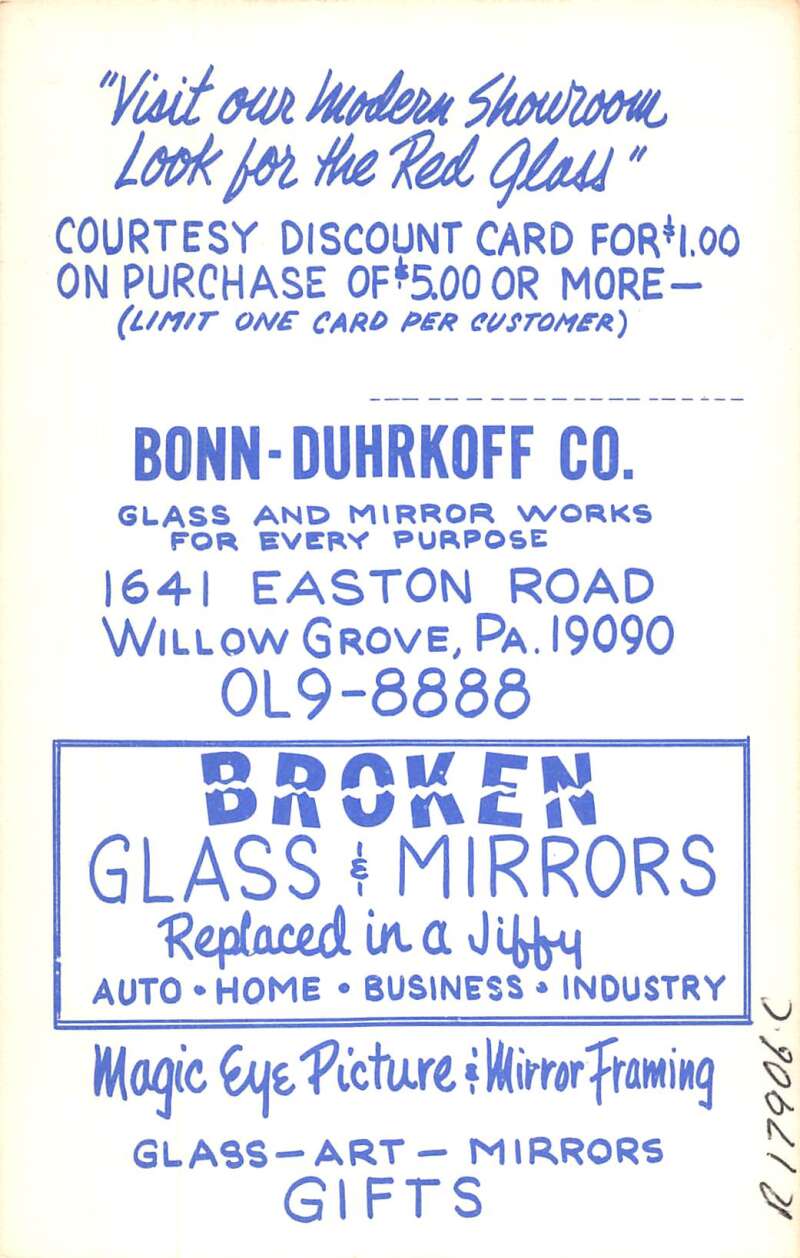 "Visit our Modern Showroom
Look for the Red Glass"
COURTESY DISCOUNT CARD FOR $1.00
ON PURCHASE OF $5.00 OR MORE—
(LIMIT ONE CARD PER CUSTOMER)
BONN-DUHRKOFF CO.
GLASS AND MIRROR WORKS
FOR EVERY PURPOSE
1641 EASTON ROAD
WILLOW GROVE, PA. 19090
OL9-8888
BROKEN
GLASS & MIRRORS
Replaced in a Jiffy
AUTO • HOME • BUSINESS • INDUSTRY
Magic Eye Picture & Mirror Framing
GLASS—ART—MIRRORS
GIFTS
R 17906-C